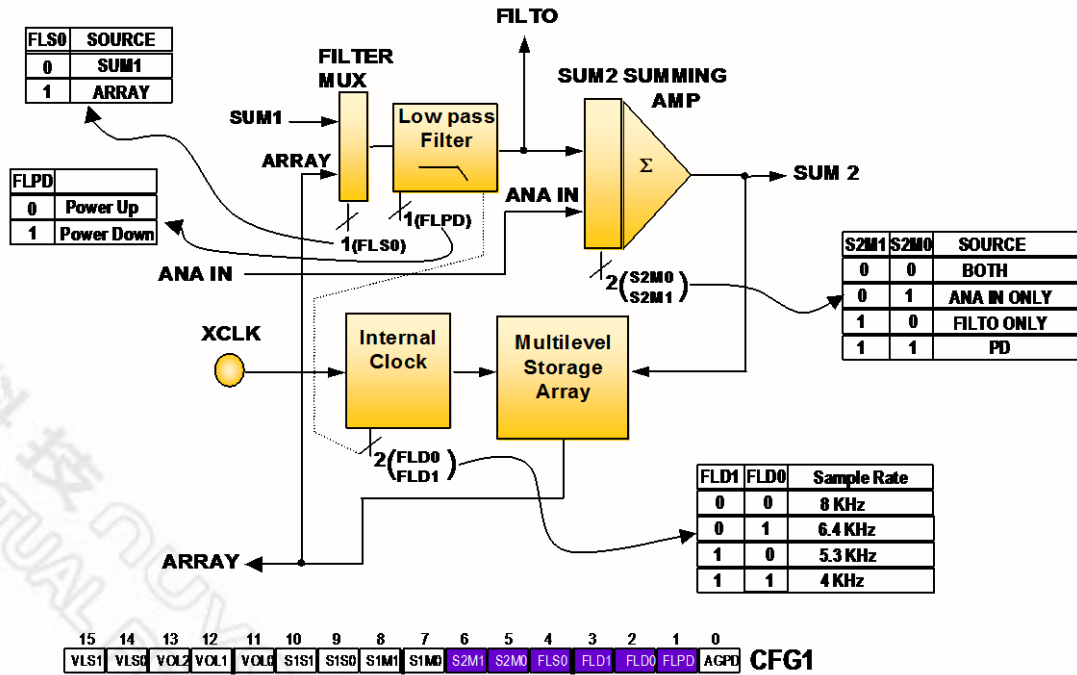 FILTO
FLS0 SOURCE
0 SUM1
1 ARRAY
FILTER
MUX
SUM2 SUMMING
AMP
SUM1
Low pass
Filter
ARRAY
Σ
SUM 2
FLPD
0 Power Up
1 Power Down
ANA IN
1(FLS0)
1(FLPD)
ANA IN
2(S2M0
S2M1)
S2M1 S2M0 SOURCE
0 0 BOTH
0 1 ANA IN ONLY
1 0 FILTO ONLY
1 1 PD
XCLK
Internal
Clock
Multilevel
Storage
Array
2(FLD0
FLD1)
FLD1 FLD0 Sample Rate
0 0 8 KHz
0 1 6.4 KHz
1 0 5.3 KHz
1 1 4 KHz
ARRAY
15 14 13 12 11 10 9 8 7 6 5 4 3 2 1 0
VLS1 VLS0 VOL2 VOL1 VOL0 S1S1 S1S0 S1M1 S1M0 S2M1 S2M0 FLS0 FLD1 FLD0 FLPD AGPD CFG1